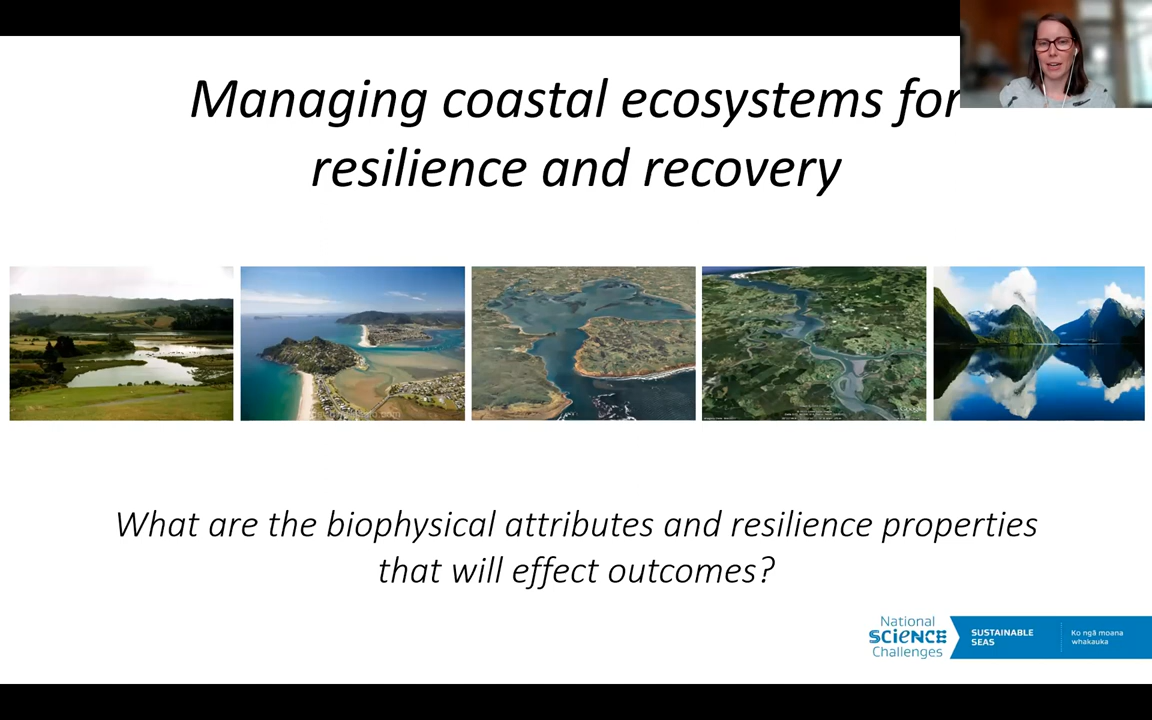 Managing coastal ecosystems for
resilience and recovery
What are the biophysical attributes and resilience properties
that will effect outcomes?
National
SCIENCE
Challenges
SUSTAINABLE
SEAS
Ko ngā moana
whakauka